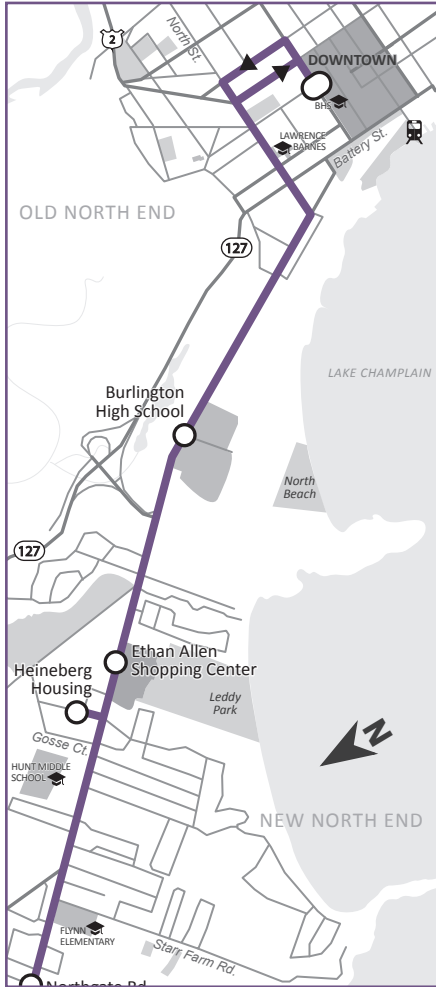 2
North St.
DOWNTOWN
BHS
LAWRENCE
BARNES
Battery St.
OLD NORTH END
127
LAKE CHAMPLAIN
Burlington
High School
North
Beach
127
Ethan Allen
Shopping Center
Heineberg
Housing
Leddy
Park
Gosse Ct.
N
HUNT MIDDLE
SCHOOL
NEW NORTH END
FLYNN
ELEMENTARY
Starr Farm Rd.
Northgate Rd